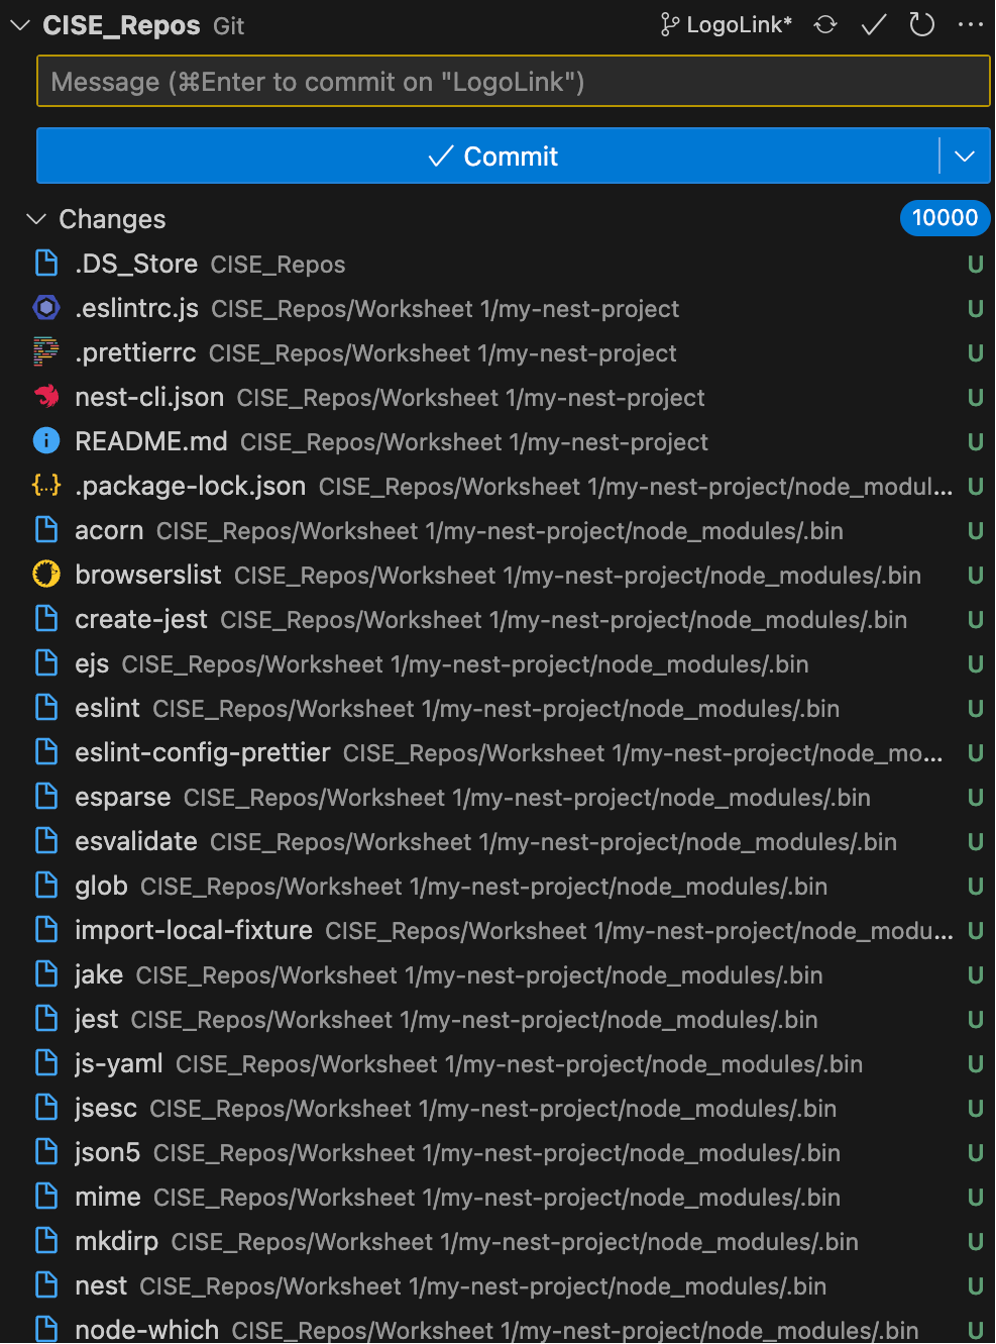 CISE_Repos Git LogoLink*
Message (⌘Enter to commit on "LogoLink")
Commit
Changes 10000
.DS_Store CISE_Repos U
.eslintrc.js CISE_Repos/Worksheet 1/my-nest-project U
.prettierrc CISE_Repos/Worksheet 1/my-nest-project U
nest-cli.json CISE_Repos/Worksheet 1/my-nest-project U
README.md CISE_Repos/Worksheet 1/my-nest-project U
{..} .package-lock.json CISE_Repos/Worksheet 1/my-nest-project/node_modul... U
acorn CISE_Repos/Worksheet 1/my-nest-project/node_modules/.bin U
browserslist CISE_Repos/Worksheet 1/my-nest-project/node_modules/.bin U
create-jest CISE_Repos/Worksheet 1/my-nest-project/node_modules/.bin U
ejs CISE_Repos/Worksheet 1/my-nest-project/node_modules/.bin U
eslint CISE_Repos/Worksheet 1/my-nest-project/node_modules/.bin U
eslint-config-prettier CISE_Repos/Worksheet 1/my-nest-project/node_mo... U
esparse CISE_Repos/Worksheet 1/my-nest-project/node_modules/.bin U
esvalidate CISE_Repos/Worksheet 1/my-nest-project/node_modules/.bin U
glob CISE_Repos/Worksheet 1/my-nest-project/node_modules/.bin U
import-local-fixture CISE_Repos/Worksheet 1/my-nest-project/node_modu... U
jake CISE_Repos/Worksheet 1/my-nest-project/node_modules/.bin U
jest CISE_Repos/Worksheet 1/my-nest-project/node_modules/.bin U
js-yaml CISE_Repos/Worksheet 1/my-nest-project/node_modules/.bin U
jsesc CISE_Repos/Worksheet 1/my-nest-project/node_modules/.bin U
json5 CISE_Repos/Worksheet 1/my-nest-project/node_modules/.bin U
mime CISE_Repos/Worksheet 1/my-nest-project/node_modules/.bin U
mkdirp CISE_Repos/Worksheet 1/my-nest-project/node_modules/.bin U
nest CISE_Repos/Worksheet 1/my-nest-project/node_modules/.bin U
node-which CISE_Repos/Worksheet 1/my-nest-project/node_modules/.bin U